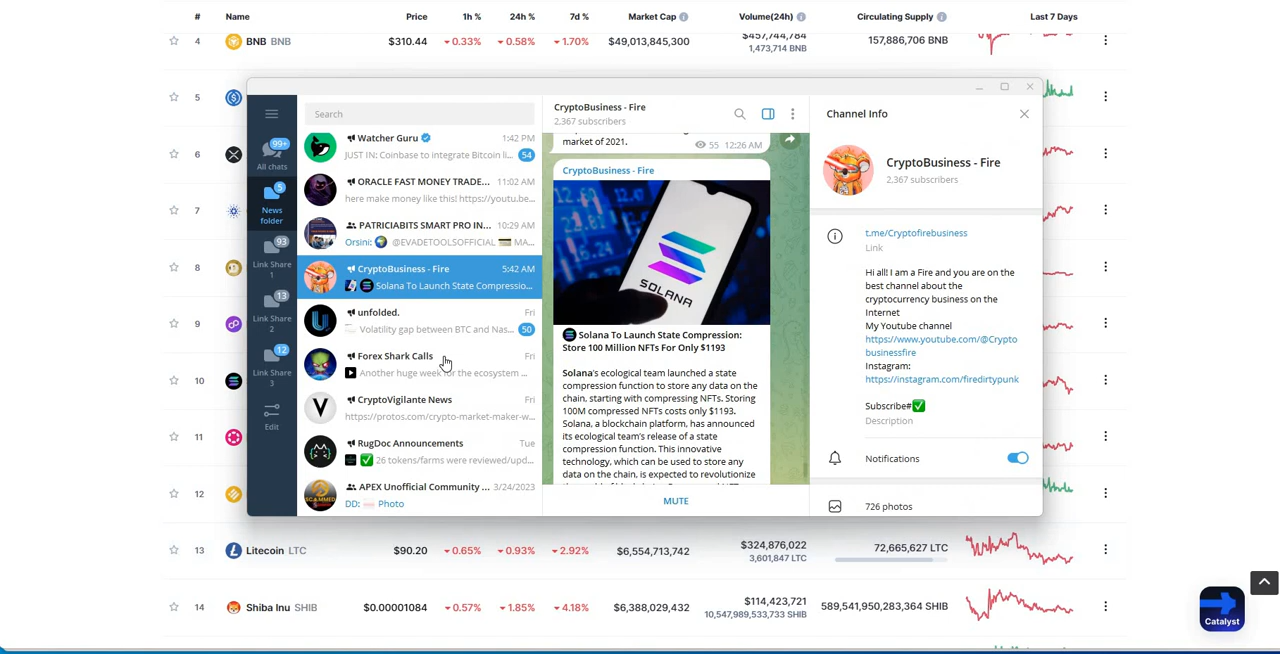 # Name Price 1h % 24h % 7d % Market Cap Volume(24h) Circulating Supply Last 7 Days
4 BNB BNB $310.44 0.33% 0.58% 1.70% $49,013,845,300 $457,744,784 157,886,706 BNB
1,473,714 BNB
5
6
7
8
9
10
11
12
Search
99+
All chats
5
News
folder
93
Link Share
1
13
Link Share
2
12
Link Share
3
Edit
Watcher Guru 1:42 PM
JUST IN: Coinbase to integrate Bitcoin li... 54
ORACLE FAST MONEY TRADE... 11:02 AM
here make money like this! https://youtu.be...
PATRICIABITS SMART PRO IN... 10:29 AM
Orsini: @EVADETOOLSOFFICIAL MA...
CryptoBusiness - Fire 5:42 AM
Solana To Launch State Compressio...
unfolded. Fri
Volatility gap between BTC and Nas... 50
Forex Shark Calls Fri
Another huge week for the ecosystem ...
CryptoVigilante News Fri
https://protos.com/crypto-market-maker-w...
RugDoc Announcements Tue
26 tokens/farms were reviewed/upd...
APEX Unofficial Community ... 3/24/2023
DD: Photo
CryptoBusiness - Fire
2,367 subscribers
market of 2021.
55 12:26 AM
CryptoBusiness - Fire
SOLANA
Solana To Launch State Compression:
Store 100 Million NFTs For Only $1193
Solana's ecological team launched a state
compression function to store any data on the
chain, starting with compressing NFTs. Storing
100M compressed NFTs costs only $1193.
Solana, a blockchain platform, has announced
its ecological team's release of a state
compression function. This innovative
technology, which can be used to store any
data on the chain, is expected to revolutionize
MUTE
Channel Info
CryptoBusiness - Fire
2,367 subscribers
t.me/Cryptofirebusiness
Link
Hi all! I am a Fire and you are on the
best channel about the
cryptocurrency business on the
Internet
My Youtube channel
https://www.youtube.com/@Crypto
businessfire
Instagram:
https://instagram.com/firedirtypunk
Subscribe#✅
Description
Notifications
726 photos
13 Litecoin LTC $90.20 0.65% 0.93% 2.92% $6,554,713,742 $324,876,022 72,665,627 LTC
3,601,847 LTC
14 Shiba Inu SHIB $0.00001084 0.57% 1.85% 4.18% $6,388,029,432 $114,423,721 589,541,950,283,364 SHIB
10,547,989,533,733 SHIB
Catalyst